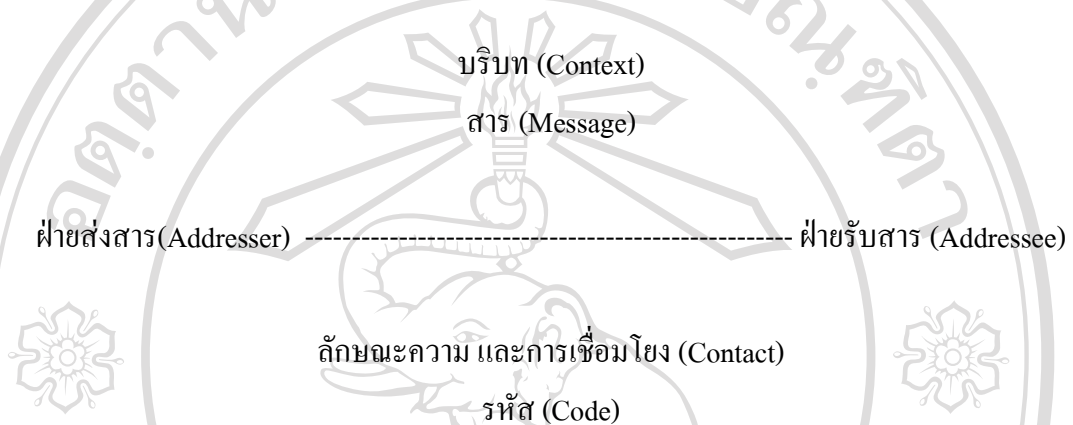 บริบท (Context)
สาร (Message)
ฝ่ายส่งสาร(Addresser) ---------------------------------------------------- ฝ่ายรับสาร (Addressee)
ลักษณะความ และการเชื่อมโยง (Contact)
รหัส (Code)